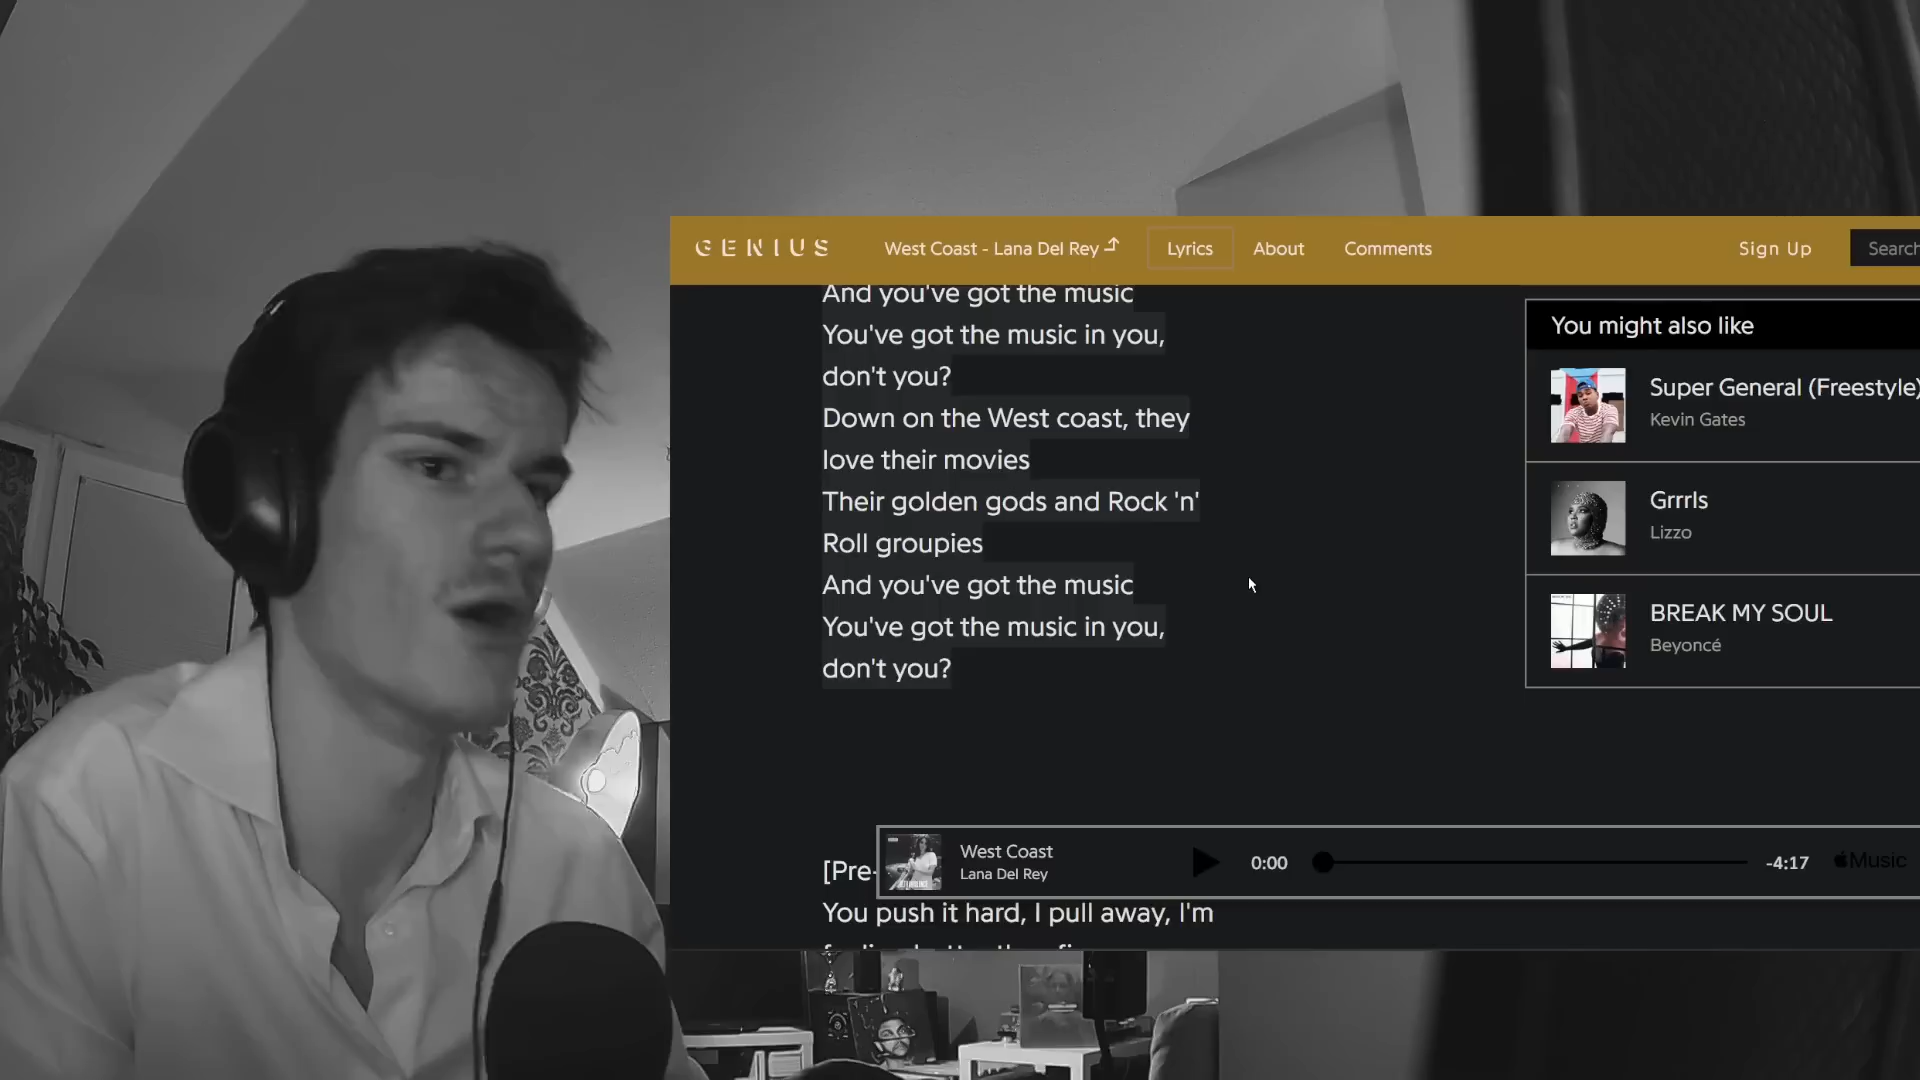 GENIUS
West Coast - Lana Del Rey
Lyrics
About
Comments
Sign Up
Search
And you've got the music
You've got the music in you,
don't you?
Down on the West coast, they
love their movies
Their golden gods and Rock 'n'
Roll groupies
And you've got the music
You've got the music in you,
don't you?
[Pre-
You push it hard, I pull away, I'm
You might also like
Super General (Freestyle)
Kevin Gates
Grrrls
Lizzo
BREAK MY SOUL
Beyoncé
West Coast
Lana Del Rey
0:00
-4:17
Music